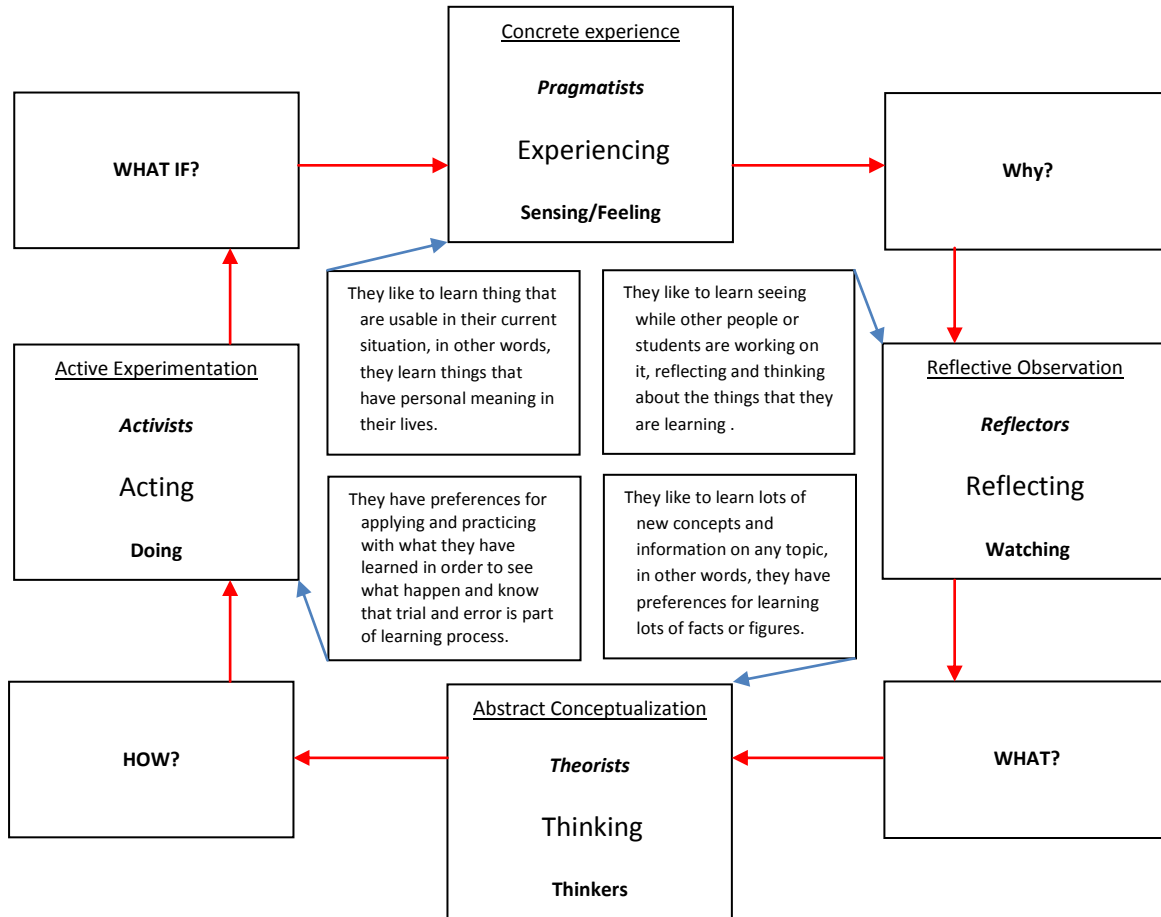 Concrete experience
Pragmatists
Experiencing
Sensing/Feeling
WHAT IF?
Why?
They like to learn thing that
are usable in their current
situation, in other words,
they learn things that
have personal meaning in
their lives.
They like to learn seeing
while other people or
students are working on
it, reflecting and thinking
about the things that they
are learning .
Active Experimentation
Activists
Acting
Doing
Reflective Observation
Reflectors
Reflecting
Watching
They have preferences for
applying and practicing
with what they have
learned in order to see
what happen and know
that trial and error is part
of learning process.
They like to learn lots of
new concepts and
information on any topic,
in other words, they have
preferences for learning
lots of facts or figures.
HOW?
Abstract Conceptualization
Theorists
Thinking
Thinkers
WHAT?